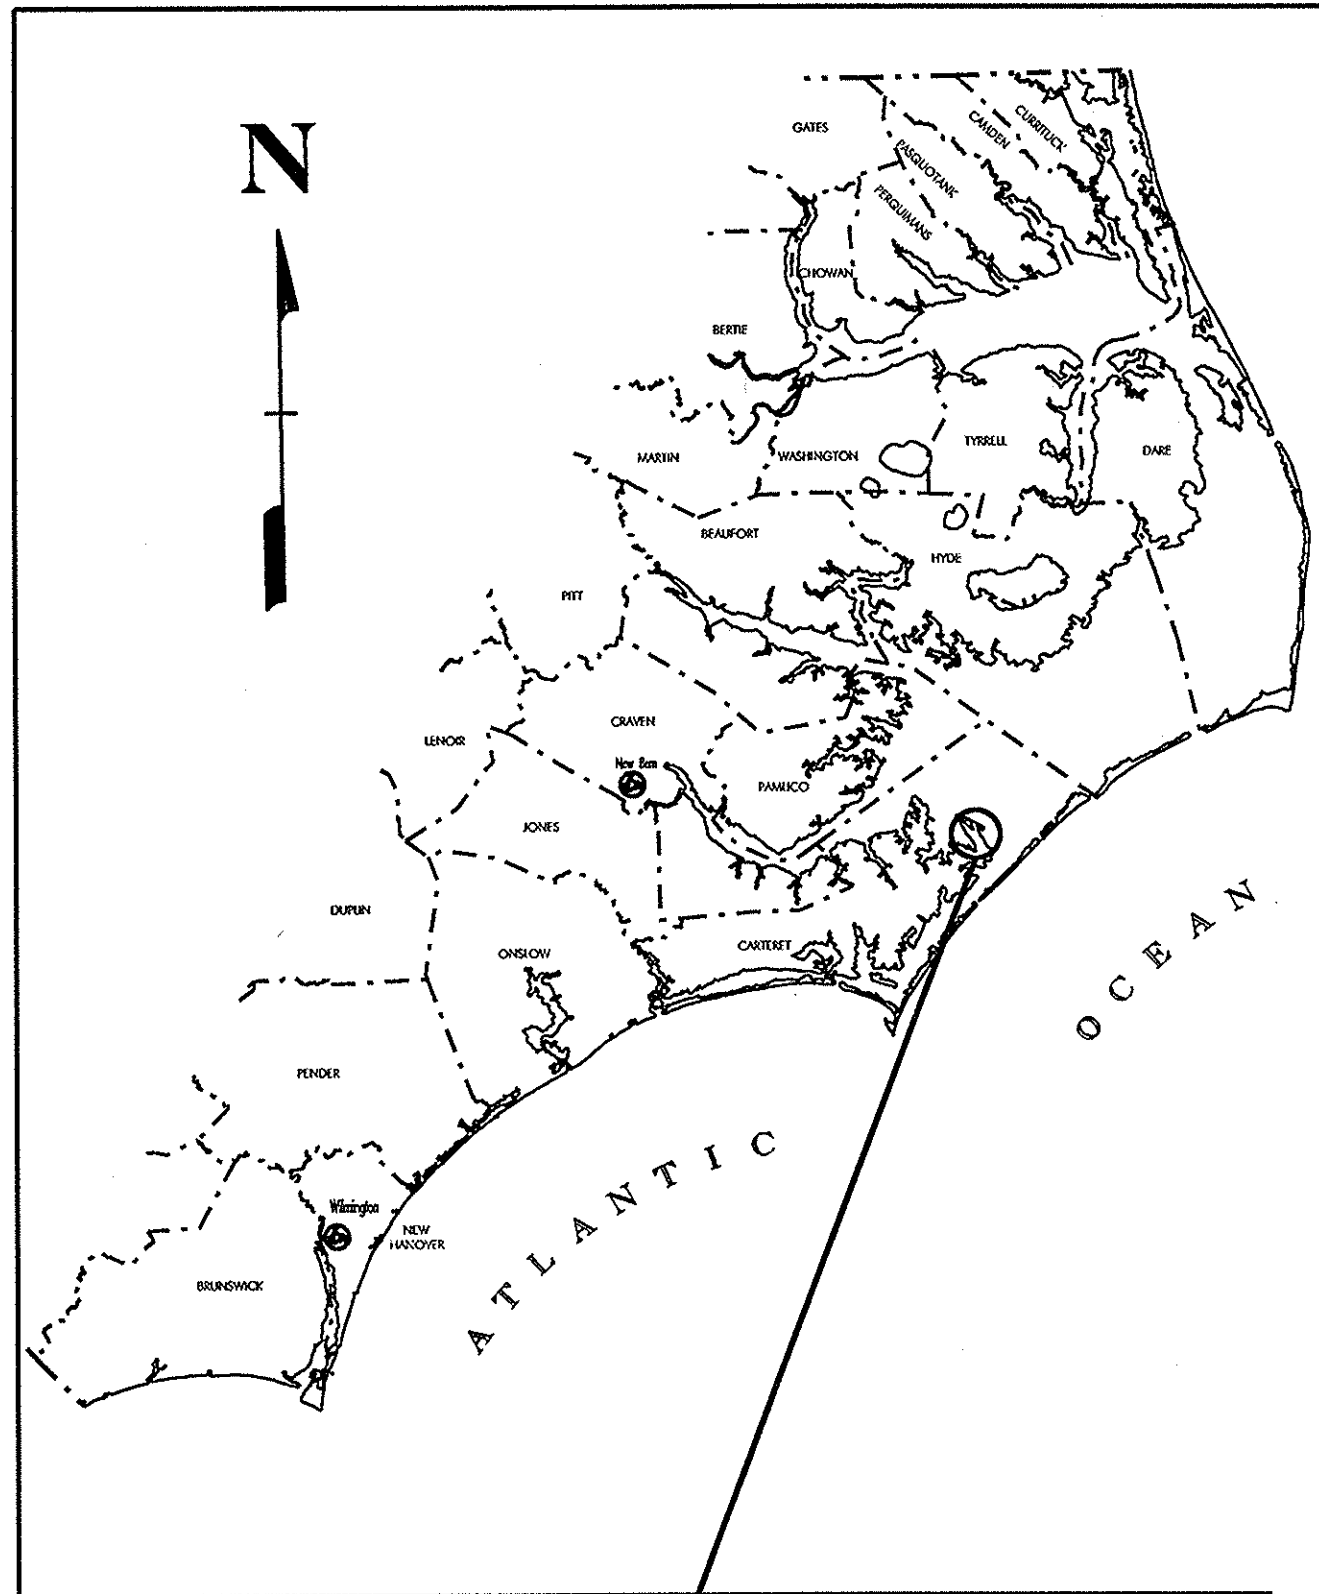 N
GATES
CURRITUCK
CAMDEN
PASQUOTANK
PERQUIMANS
CHOWAN
BERTIE
MARTIN
WASHINGTON
TYRRELL
DARE
BEAUFORT
HYDE
PITT
CRAVEN
LENOIR
New Bern
PAMLICO
JONES
DUPLIN
ONSLOW
CARTERET
PENDER
Wilmington
NEW
HANOVER
BRUNSWICK
ATLANTIC
OCEAN